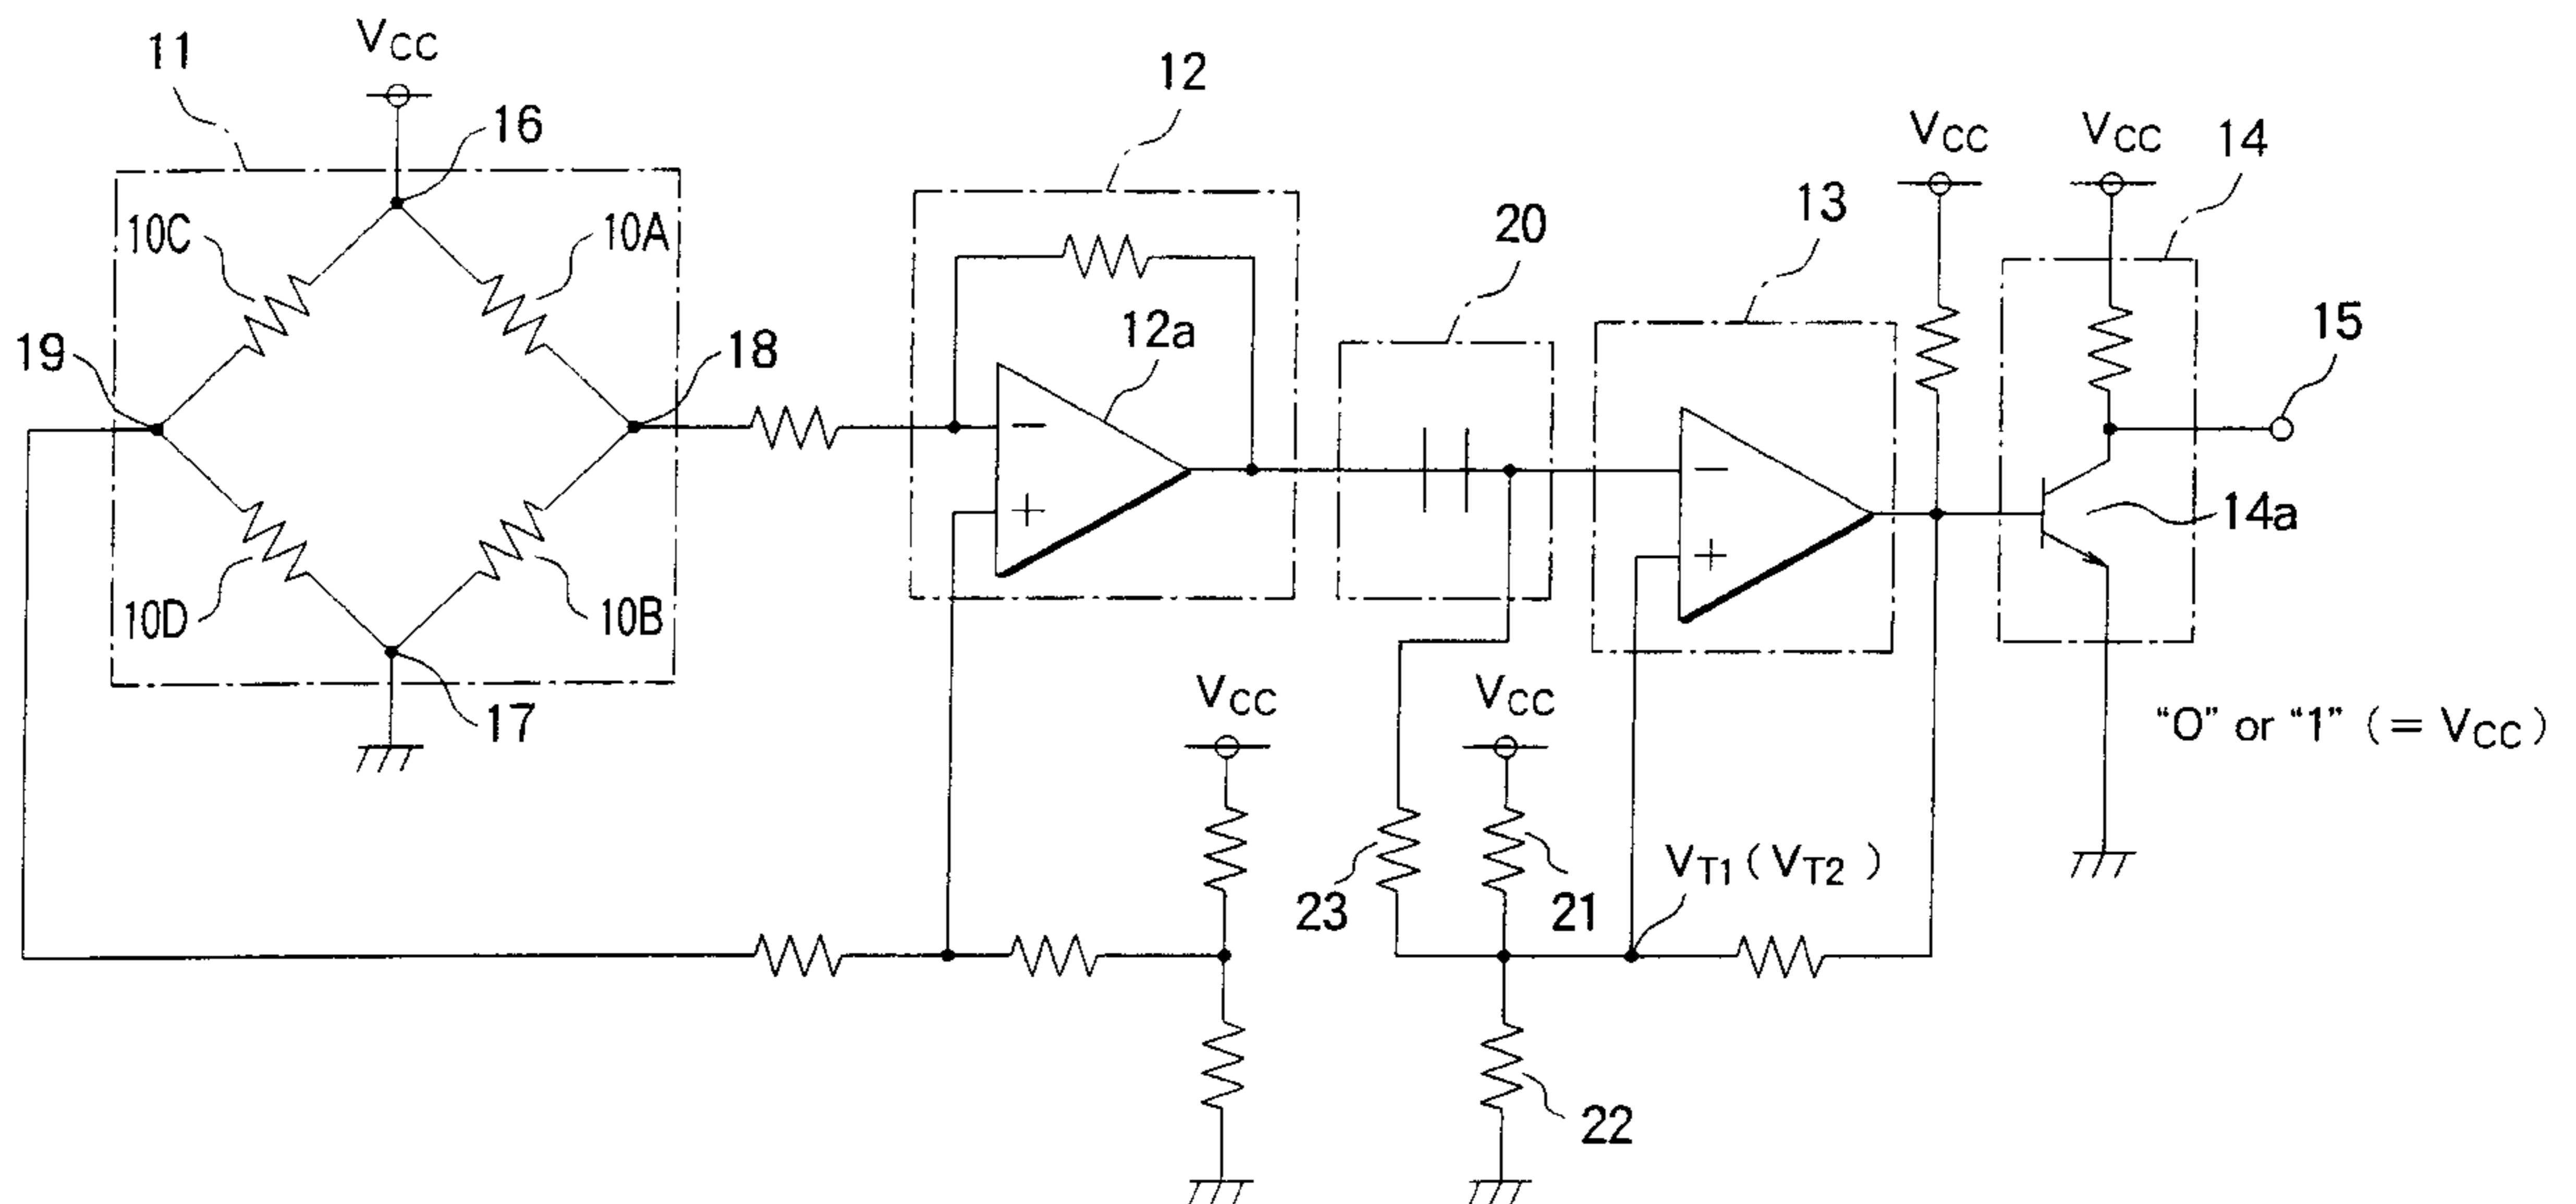 11
VCC
16
10C
10A
19
18
10D
10B
17
12
12a
−
+
20
13
−
+
VCC
VCC
14
15
14a
"0" or "1" (= VCC)
VCC
VCC
23
21
VT1 (VT2)
22